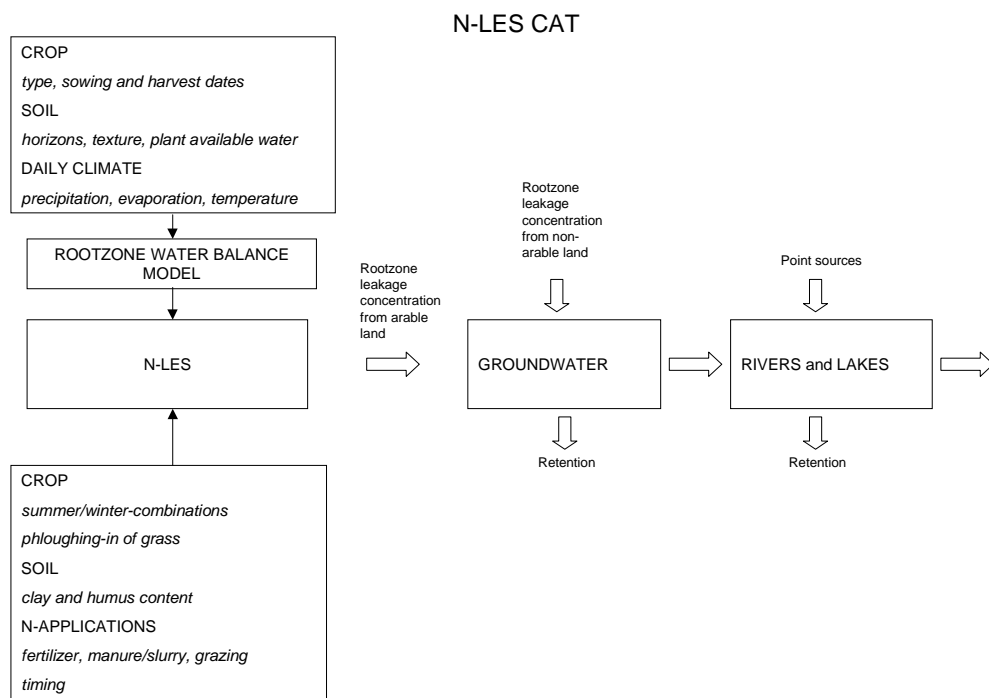 N-LES CAT
CROP
type, sowing and harvest dates
SOIL
horizons, texture, plant available water
DAILY CLIMATE
precipitation, evaporation, temperature
ROOTZONE WATER BALANCE
MODEL
N-LES
CROP
summer/winter-combinations
phloughing-in of grass
SOIL
clay and humus content
N-APPLICATIONS
fertilizer, manure/slurry, grazing
timing
Rootzone
leakage
concentration
from arable
land
Rootzone
leakage
concentration
from non-
arable land
GROUNDWATER
Retention
Point sources
RIVERS and LAKES
Retention